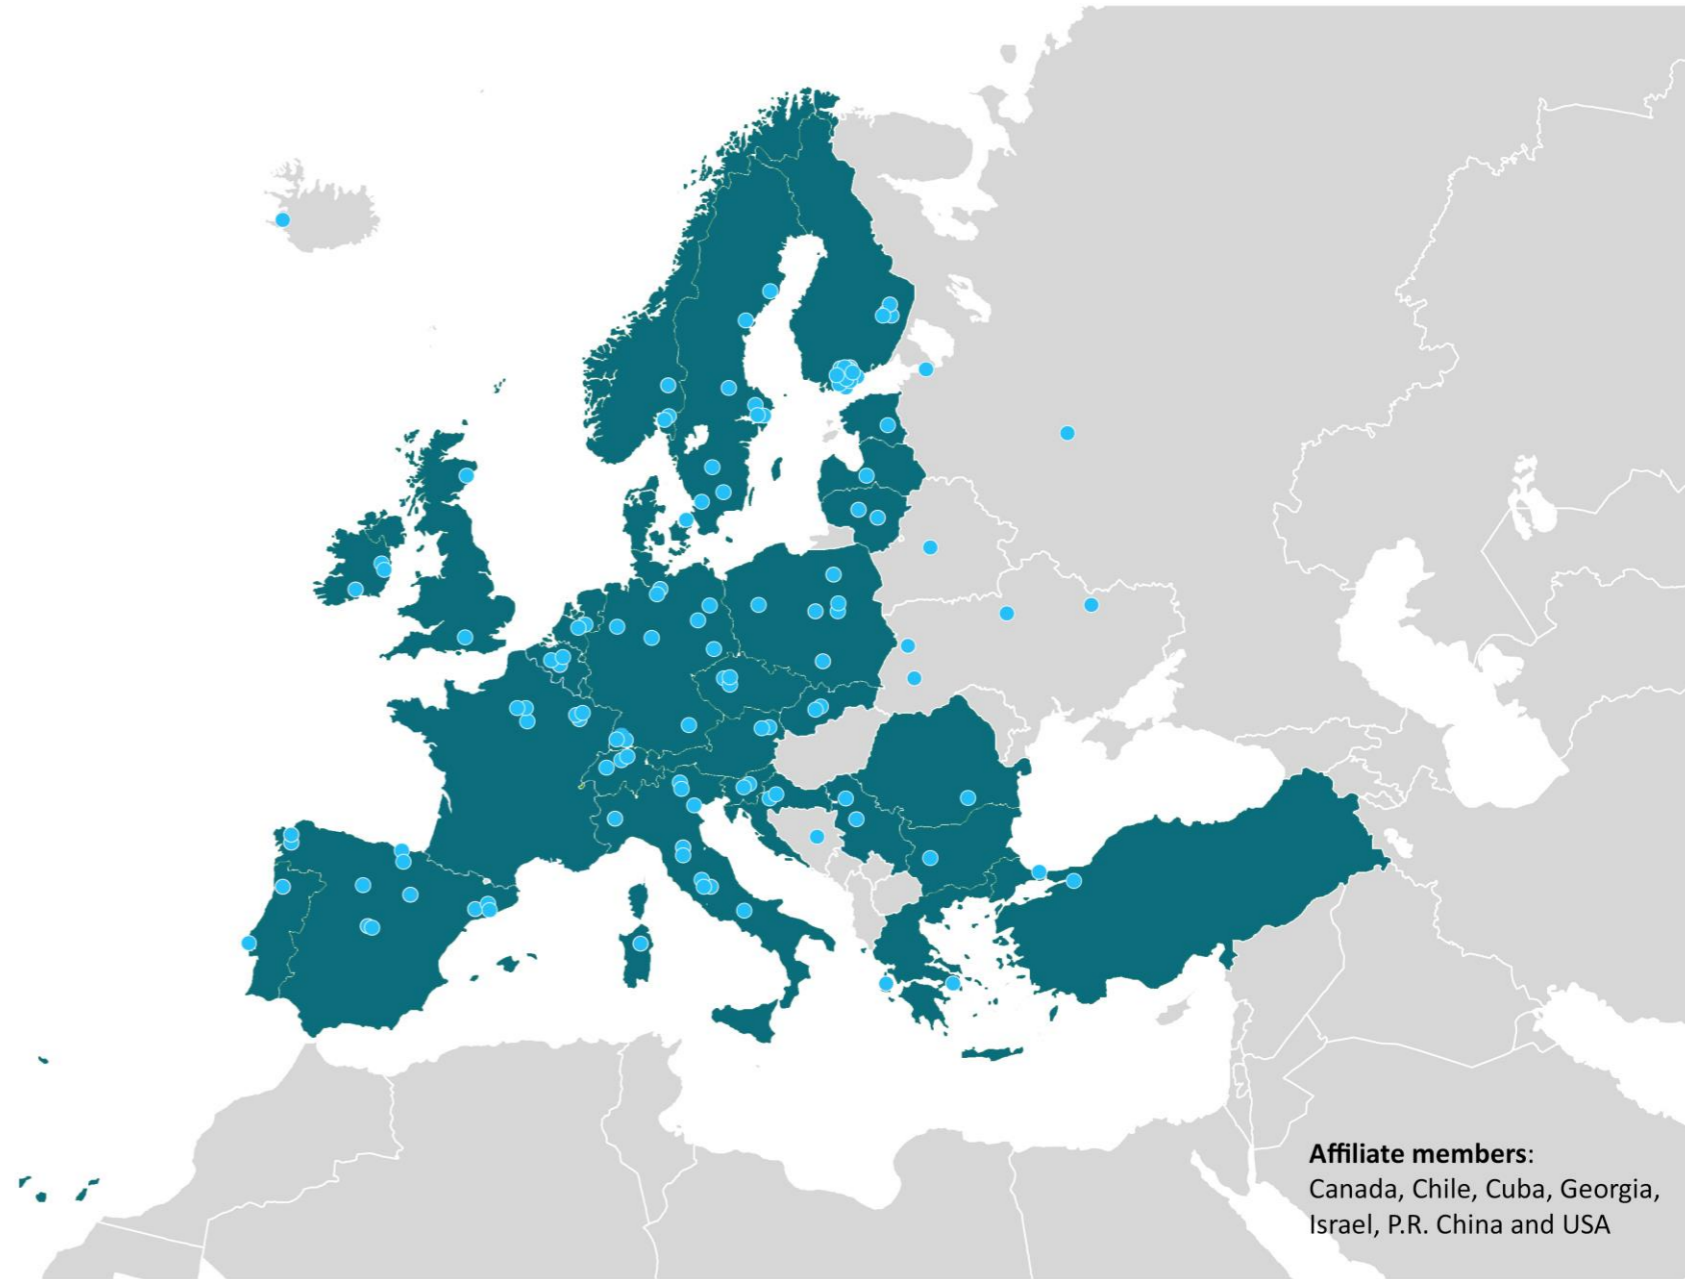 Affiliate members:
Canada, Chile, Cuba, Georgia,
Israel, P.R. China and USA